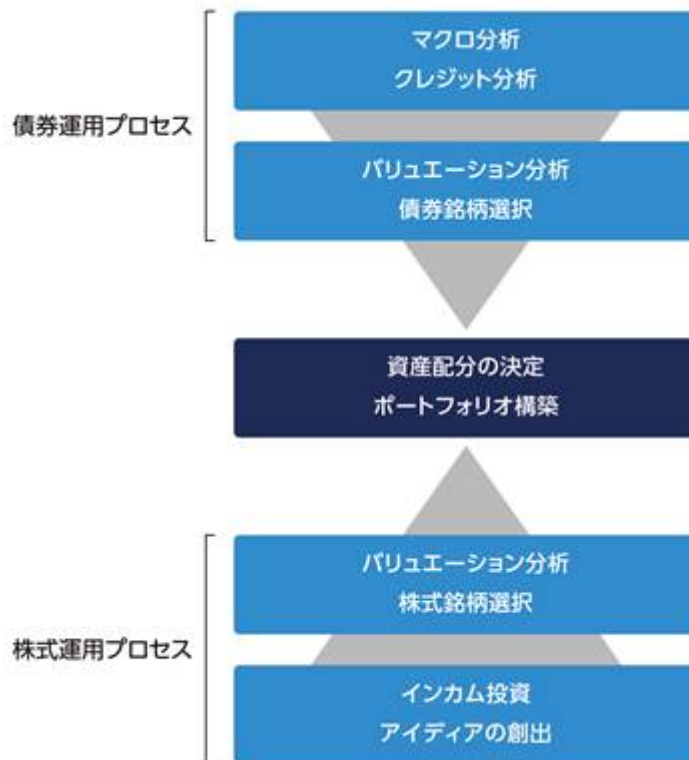 マクロ分析
クレジット分析
債券運用プロセス
バリュエーション分析
債券銘柄選択
資産配分の決定
ポートフォリオ構築
バリュエーション分析
株式銘柄選択
株式運用プロセス
インカム投資
アイディアの創出